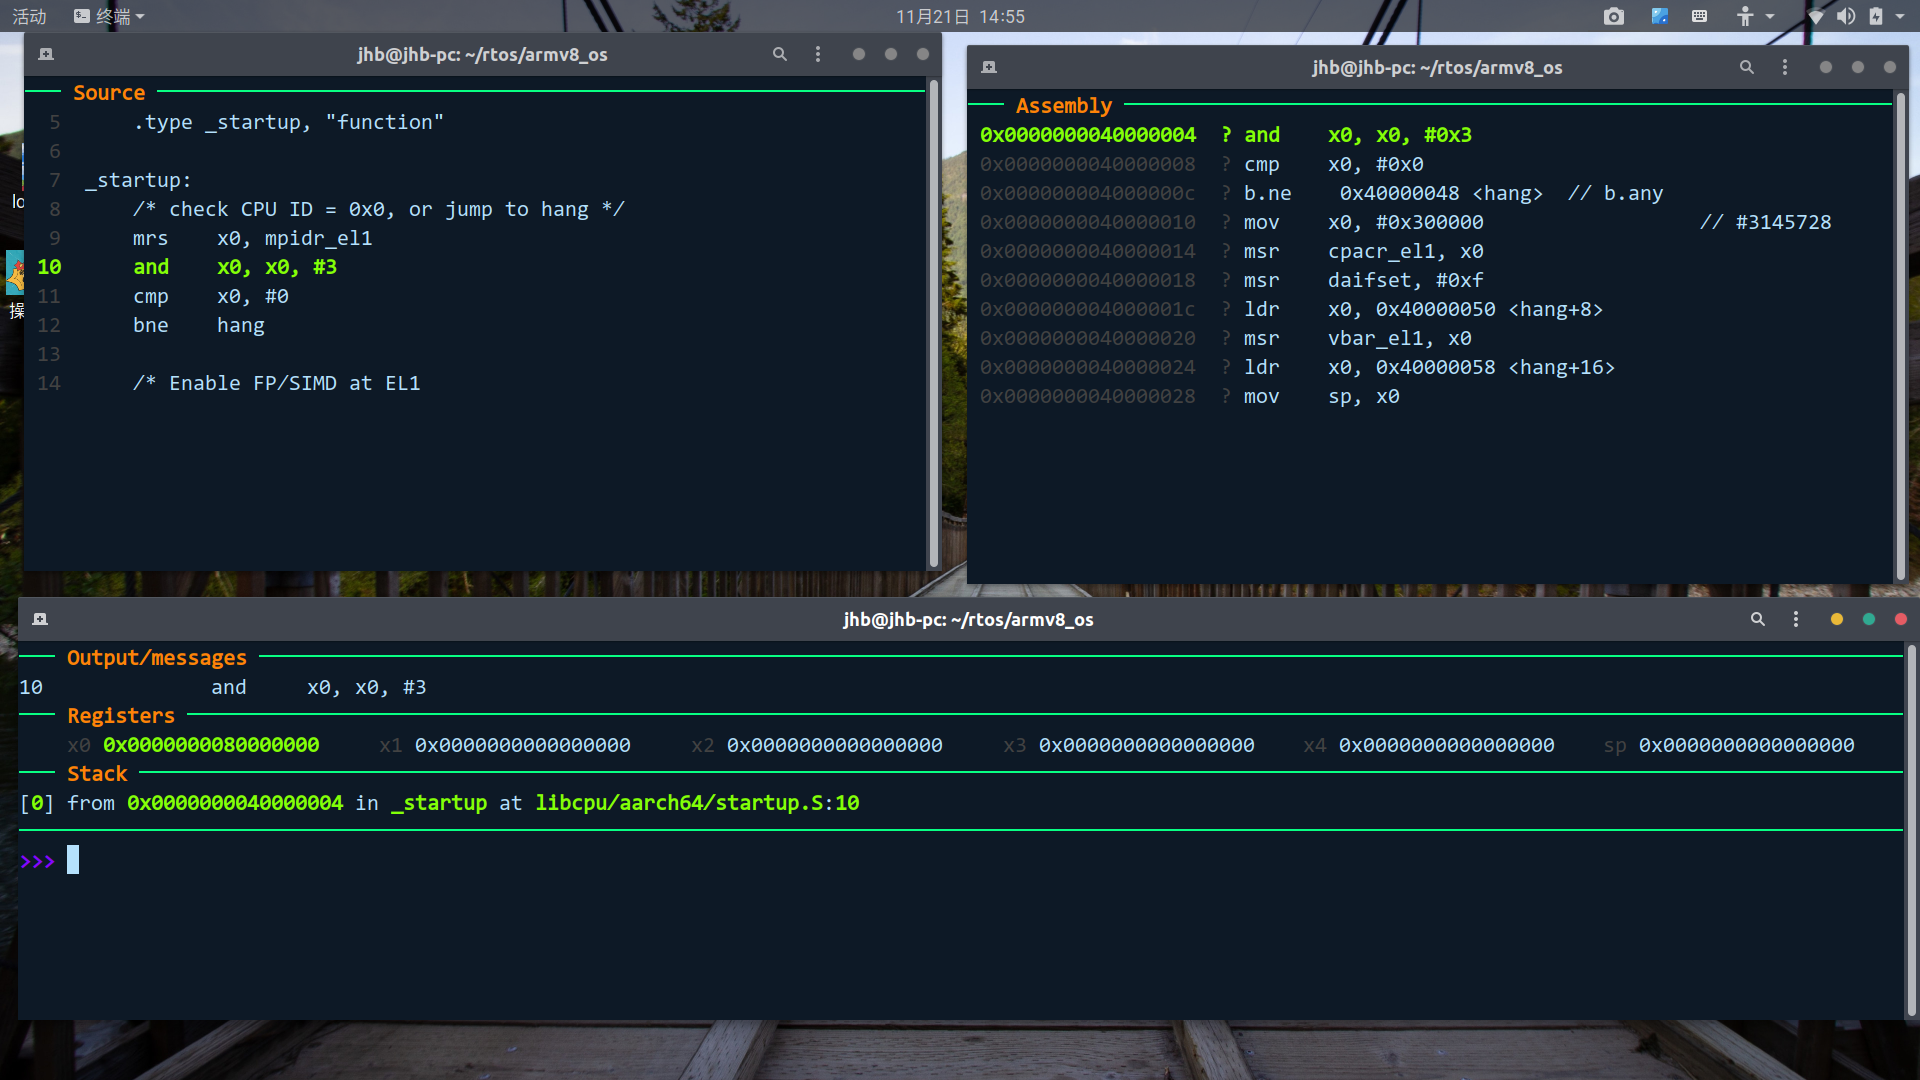 活动
终端
11月21日 14:55
jhb@jhb-pc: ~/rtos/armv8_os
Source
5 .type _startup, "function"
6
7 _startup:
8 /* check CPU ID = 0x0, or jump to hang */
9 mrs x0, mpidr_el1
10 and x0, x0, #3
11 cmp x0, #0
12 bne hang
13
14 /* Enable FP/SIMD at EL1
jhb@jhb-pc: ~/rtos/armv8_os
Assembly
0x0000000040000004 ? and x0, x0, #0x3
0x0000000040000008 ? cmp x0, #0x0
0x000000004000000c ? b.ne 0x40000048 <hang> // b.any
0x0000000040000010 ? mov x0, #0x300000 // #3145728
0x0000000040000014 ? msr cpacr_el1, x0
0x0000000040000018 ? msr daifset, #0xf
0x000000004000001c ? ldr x0, 0x40000050 <hang+8>
0x0000000040000020 ? msr vbar_el1, x0
0x0000000040000024 ? ldr x0, 0x40000058 <hang+16>
0x0000000040000028 ? mov sp, x0
操
jhb@jhb-pc: ~/rtos/armv8_os
Output/messages
10 and x0, x0, #3
Registers
x0 0x0000000080000000 x1 0x0000000000000000 x2 0x0000000000000000 x3 0x0000000000000000 x4 0x0000000000000000 sp 0x0000000000000000
Stack
[0] from 0x0000000040000004 in _startup at libcpu/aarch64/startup.S:10
>>>